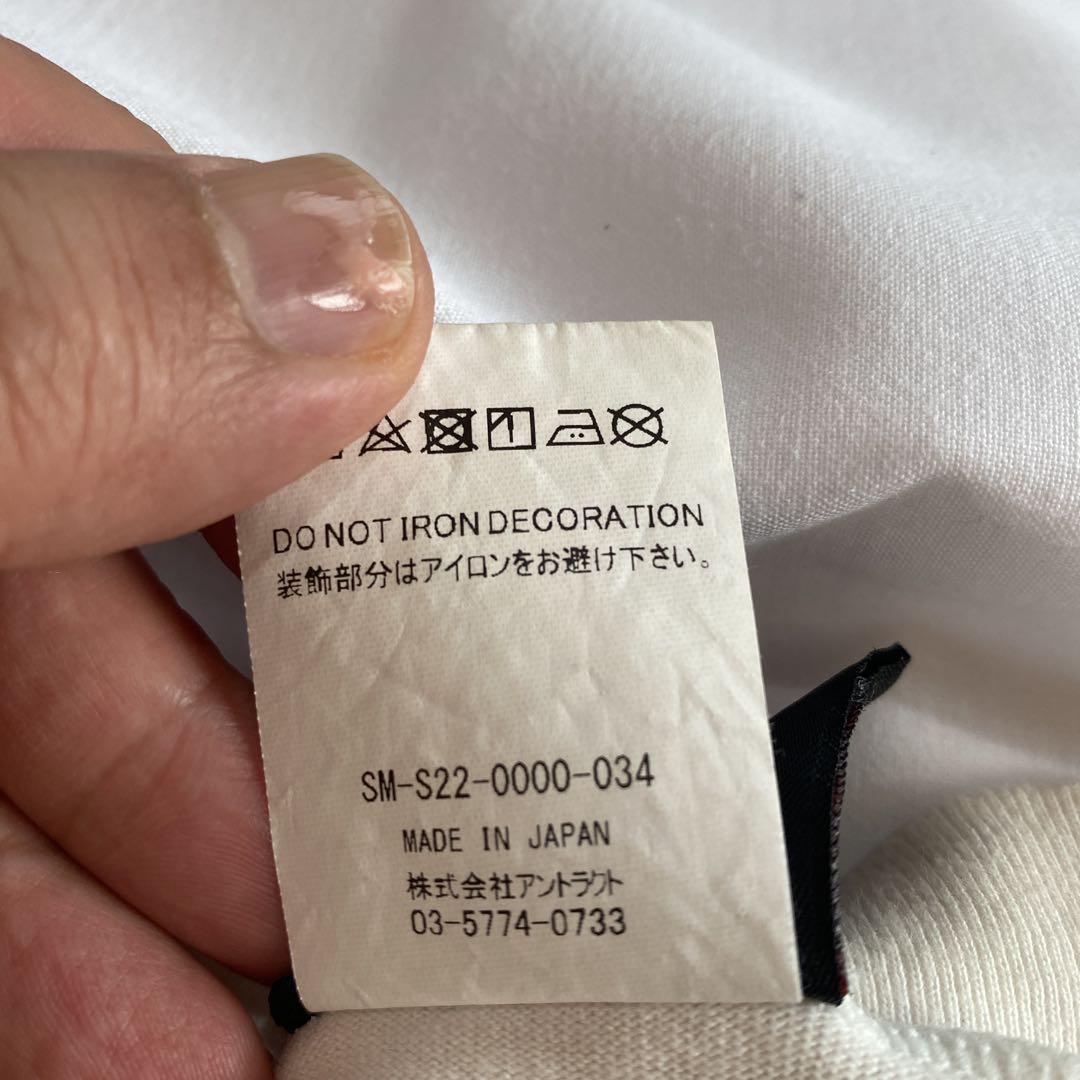 DO NOT IRON DECORATION
装飾部分はアイロンをお避け下さい。
SM-S22-0000-034
MADE IN JAPAN
株式会社アントラクト
03-5774-0733